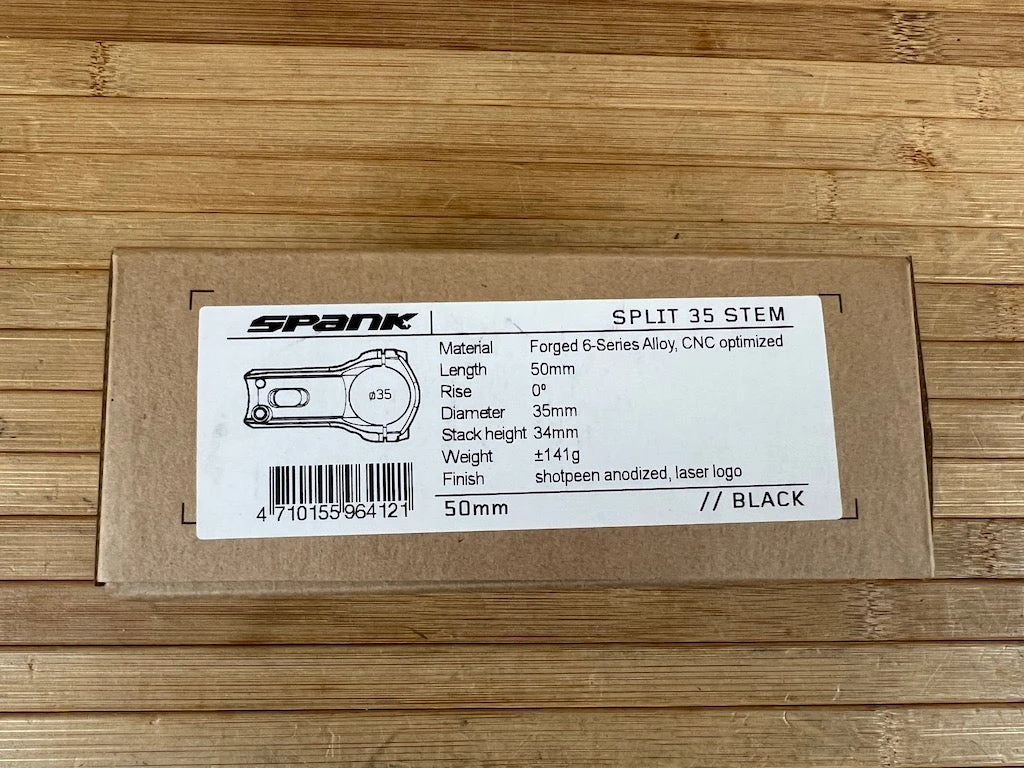 SPANK
SPLIT 35 STEM
ø35
Material Forged 6-Series Alloy, CNC optimized
Length 50mm
Rise 0º
Diameter 35mm
Stack height 34mm
Weight ±141g
Finish shotpeen anodized, laser logo
4 710155 964121
50mm // BLACK